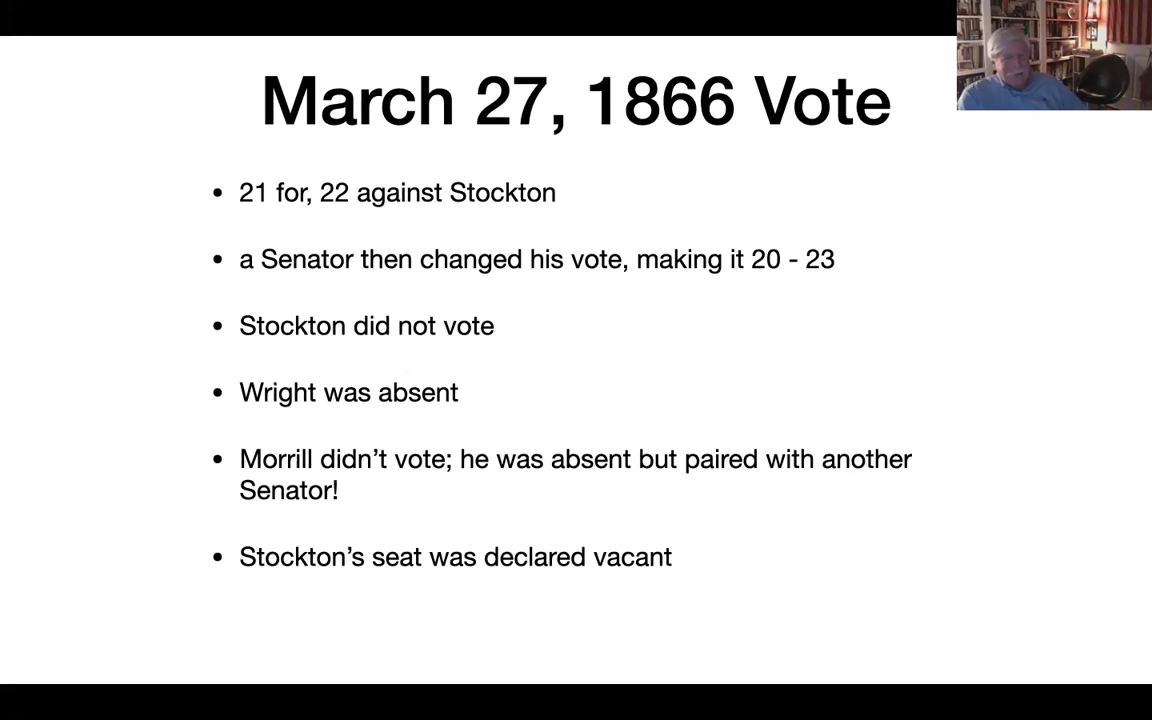 March 27, 1866 Vote
• 21 for, 22 against Stockton
• a Senator then changed his vote, making it 20 - 23
• Stockton did not vote
• Wright was absent
• Morrill didn’t vote; he was absent but paired with another
Senator!
• Stockton’s seat was declared vacant